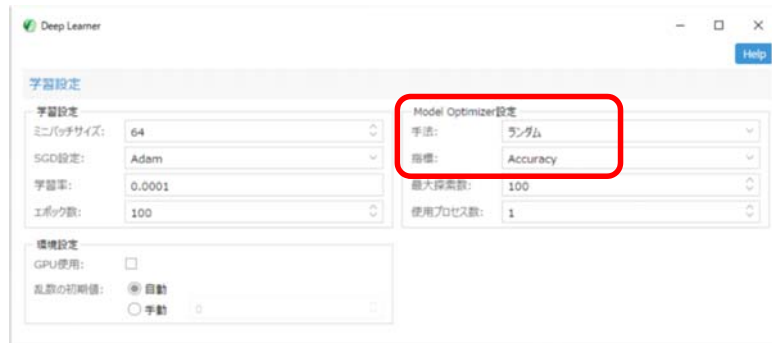 Deep Learner
Help
学習設定
学習設定
ミニバッチサイズ: 64
SGD設定: Adam
学習率: 0.0001
エポック数: 100
Model Optimizer設定
手法: ランダム
指標: Accuracy
最大探索数: 100
使用プロセス数: 1
環境設定
GPU使用:
乱数の初期値: 自動
手動 0